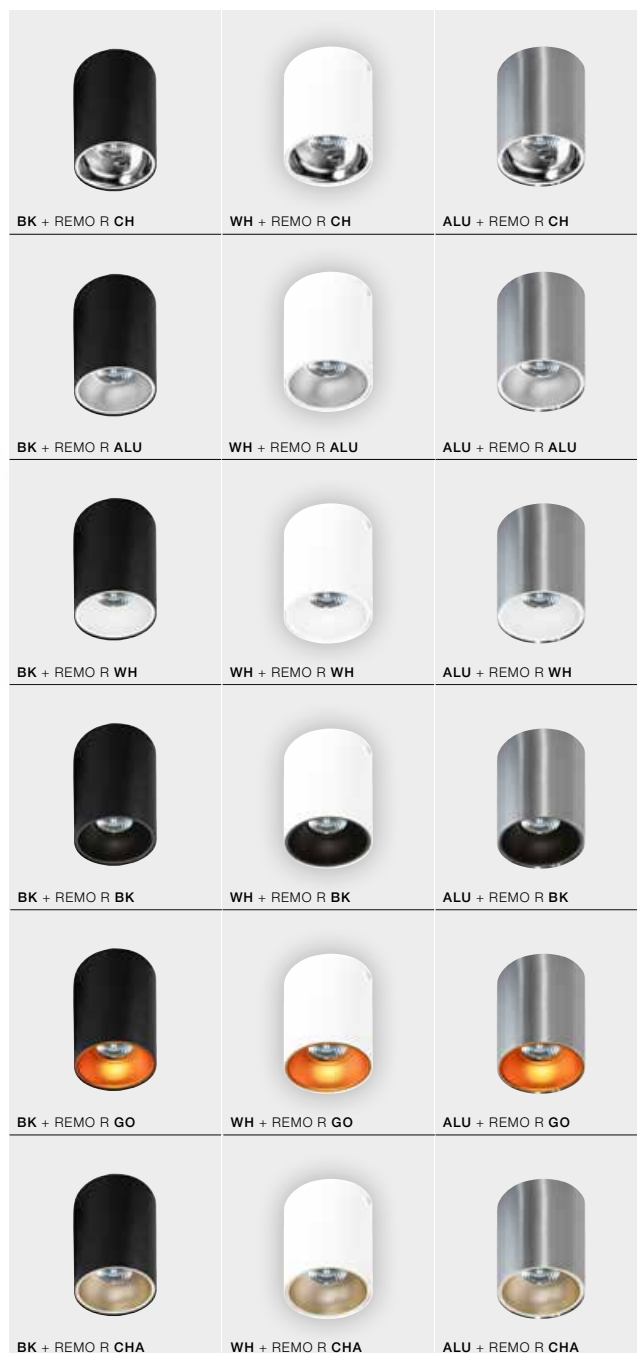 BK + REMO R CH
WH + REMO R CH
ALU + REMO R CH
BK + REMO R ALU
WH + REMO R ALU
ALU + REMO R ALU
BK + REMO R WH
WH + REMO R WH
ALU + REMO R WH
BK + REMO R BK
WH + REMO R BK
ALU + REMO R BK
BK + REMO R GO
WH + REMO R GO
ALU + REMO R GO
BK + REMO R CHA
WH + REMO R CHA
ALU + REMO R CHA